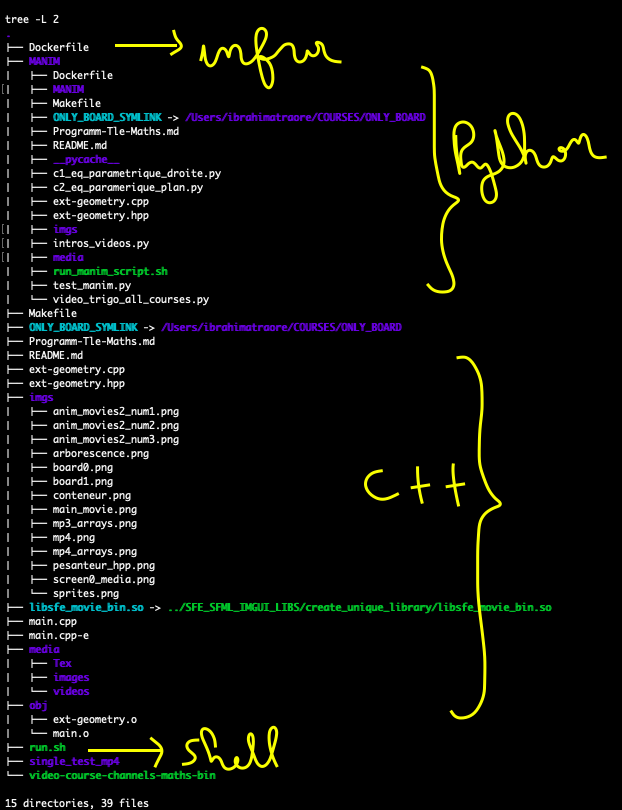 tree -L 2
.
├── Dockerfile
infra
├── MANIM
│   ├── Dockerfile
│   ├── MANIM
│   ├── Makefile
│   ├── ONLY_BOARD_SYMLINK -> /Users/ibrahimatraore/COURSES/ONLY_BOARD
│   ├── Programm-Tle-Maths.md
│   ├── README.md
│   ├── __pycache__
│   ├── c1_eq_parametrique_droite.py
│   ├── c2_eq_paramerique_plan.py
│   ├── ext-geometry.cpp
│   ├── ext-geometry.hpp
│   ├── imgs
│   ├── intros_videos.py
│   ├── media
│   ├── run_manim_script.sh
│   ├── test_manim.py
│   └── video_trigo_all_courses.py
Python
├── Makefile
├── ONLY_BOARD_SYMLINK -> /Users/ibrahimatraore/COURSES/ONLY_BOARD
├── Programm-Tle-Maths.md
├── README.md
├── ext-geometry.cpp
├── ext-geometry.hpp
├── imgs
│   ├── anim_movies2_num1.png
│   ├── anim_movies2_num2.png
│   ├── anim_movies2_num3.png
│   ├── arborescence.png
│   ├── board0.png
│   ├── board1.png
│   ├── conteneur.png
│   ├── main_movie.png
│   ├── mp3_arrays.png
│   ├── mp4.png
│   ├── mp4_arrays.png
│   ├── pesanteur_hpp.png
│   ├── screen0_media.png
│   └── sprites.png
C++
├── libsfe_movie_bin.so -> ../SFE_SFML_IMGUI_LIBS/create_unique_library/libsfe_movie_bin.so
├── main.cpp
├── main.cpp-e
├── media
│   ├── Tex
│   ├── images
│   └── videos
├── obj
│   ├── ext-geometry.o
│   └── main.o
├── run.sh
shell
├── single_test_mp4
└── video-course-channels-maths-bin
15 directories, 39 files